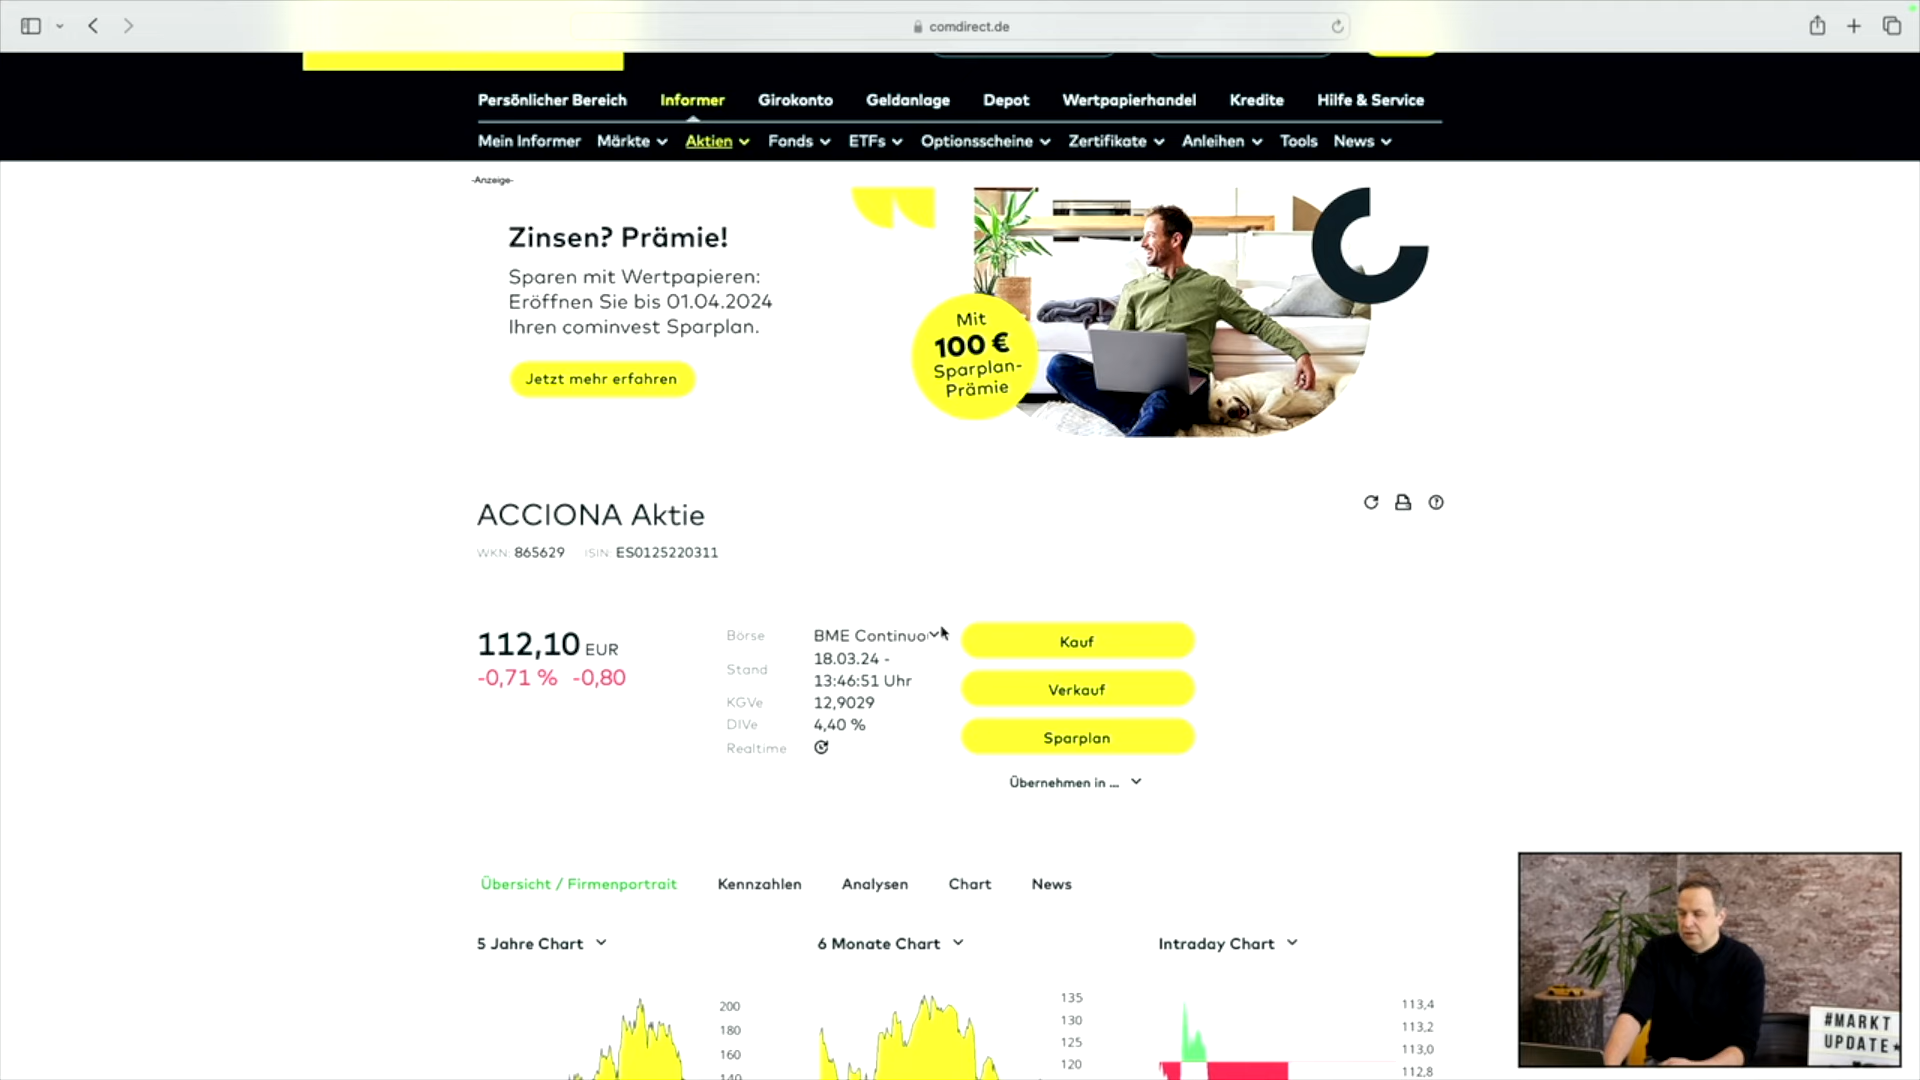 comdirect.de
Persönlicher Bereich Informer Girokonto Geldanlage Depot Wertpapierhandel Kredite Hilfe & Service
Mein Informer Märkte Aktien Fonds ETFs Optionsscheine Zertifikate Anleihen Tools News
-Anzeige-
Zinsen? Prämie!
Sparen mit Wertpapieren:
Eröffnen Sie bis 01.04.2024
Ihren cominvest Sparplan.
Jetzt mehr erfahren
Mit
100 €
Sparplan-
Prämie
ACCIONA Aktie
WKN: 865629 ISIN: ES0125220311
112,10 EUR
-0,71 % -0,80
Börse BME Continuo
Stand 18.03.24 -
13:46:51 Uhr
KGVe 12,9029
DIVe 4,40 %
Realtime
Kauf
Verkauf
Sparplan
Übernehmen in ...
Übersicht / Firmenportrait Kennzahlen Analysen Chart News
5 Jahre Chart 6 Monate Chart Intraday Chart
200
180
160
140
135
130
125
120
113,4
113,2
113,0
112,8
#MARKT
UPDATE